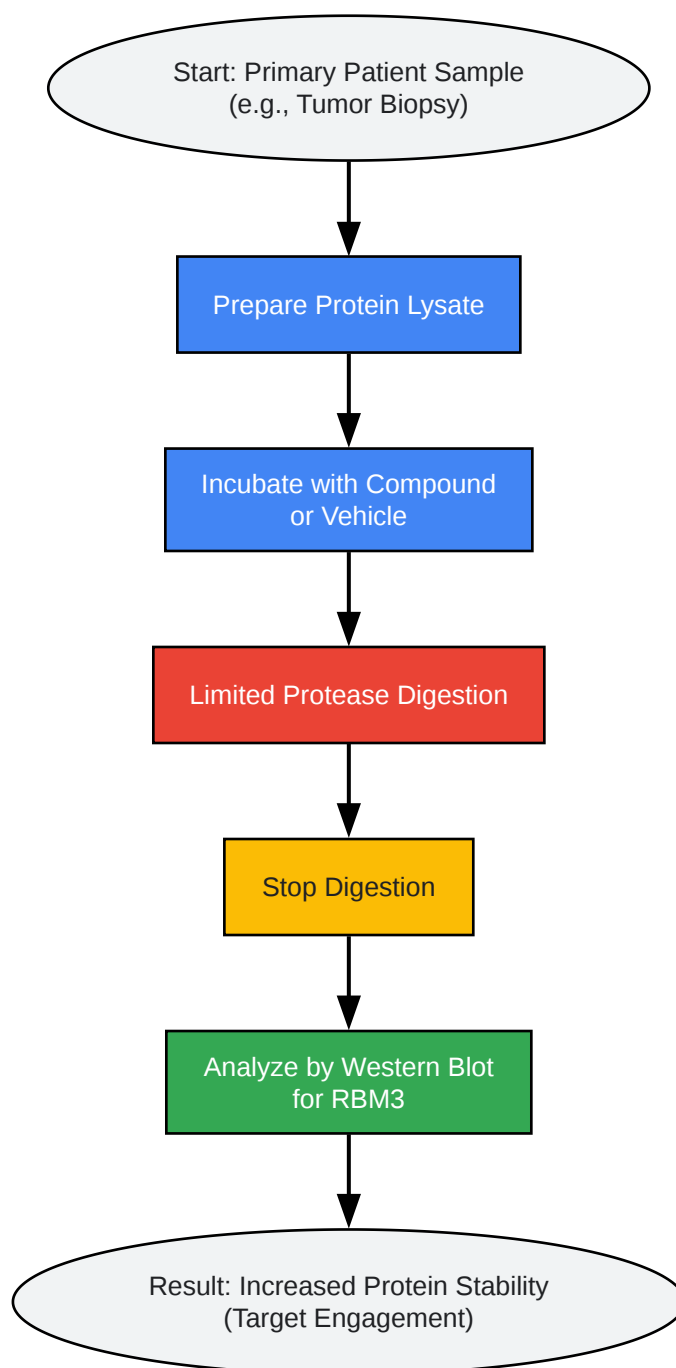 Start: Primary Patient Sample
(e.g., Tumor Biopsy)
Prepare Protein Lysate
Incubate with Compound
or Vehicle
Limited Protease Digestion
Stop Digestion
Analyze by Western Blot
for RBM3
Result: Increased Protein Stability
(Target Engagement)